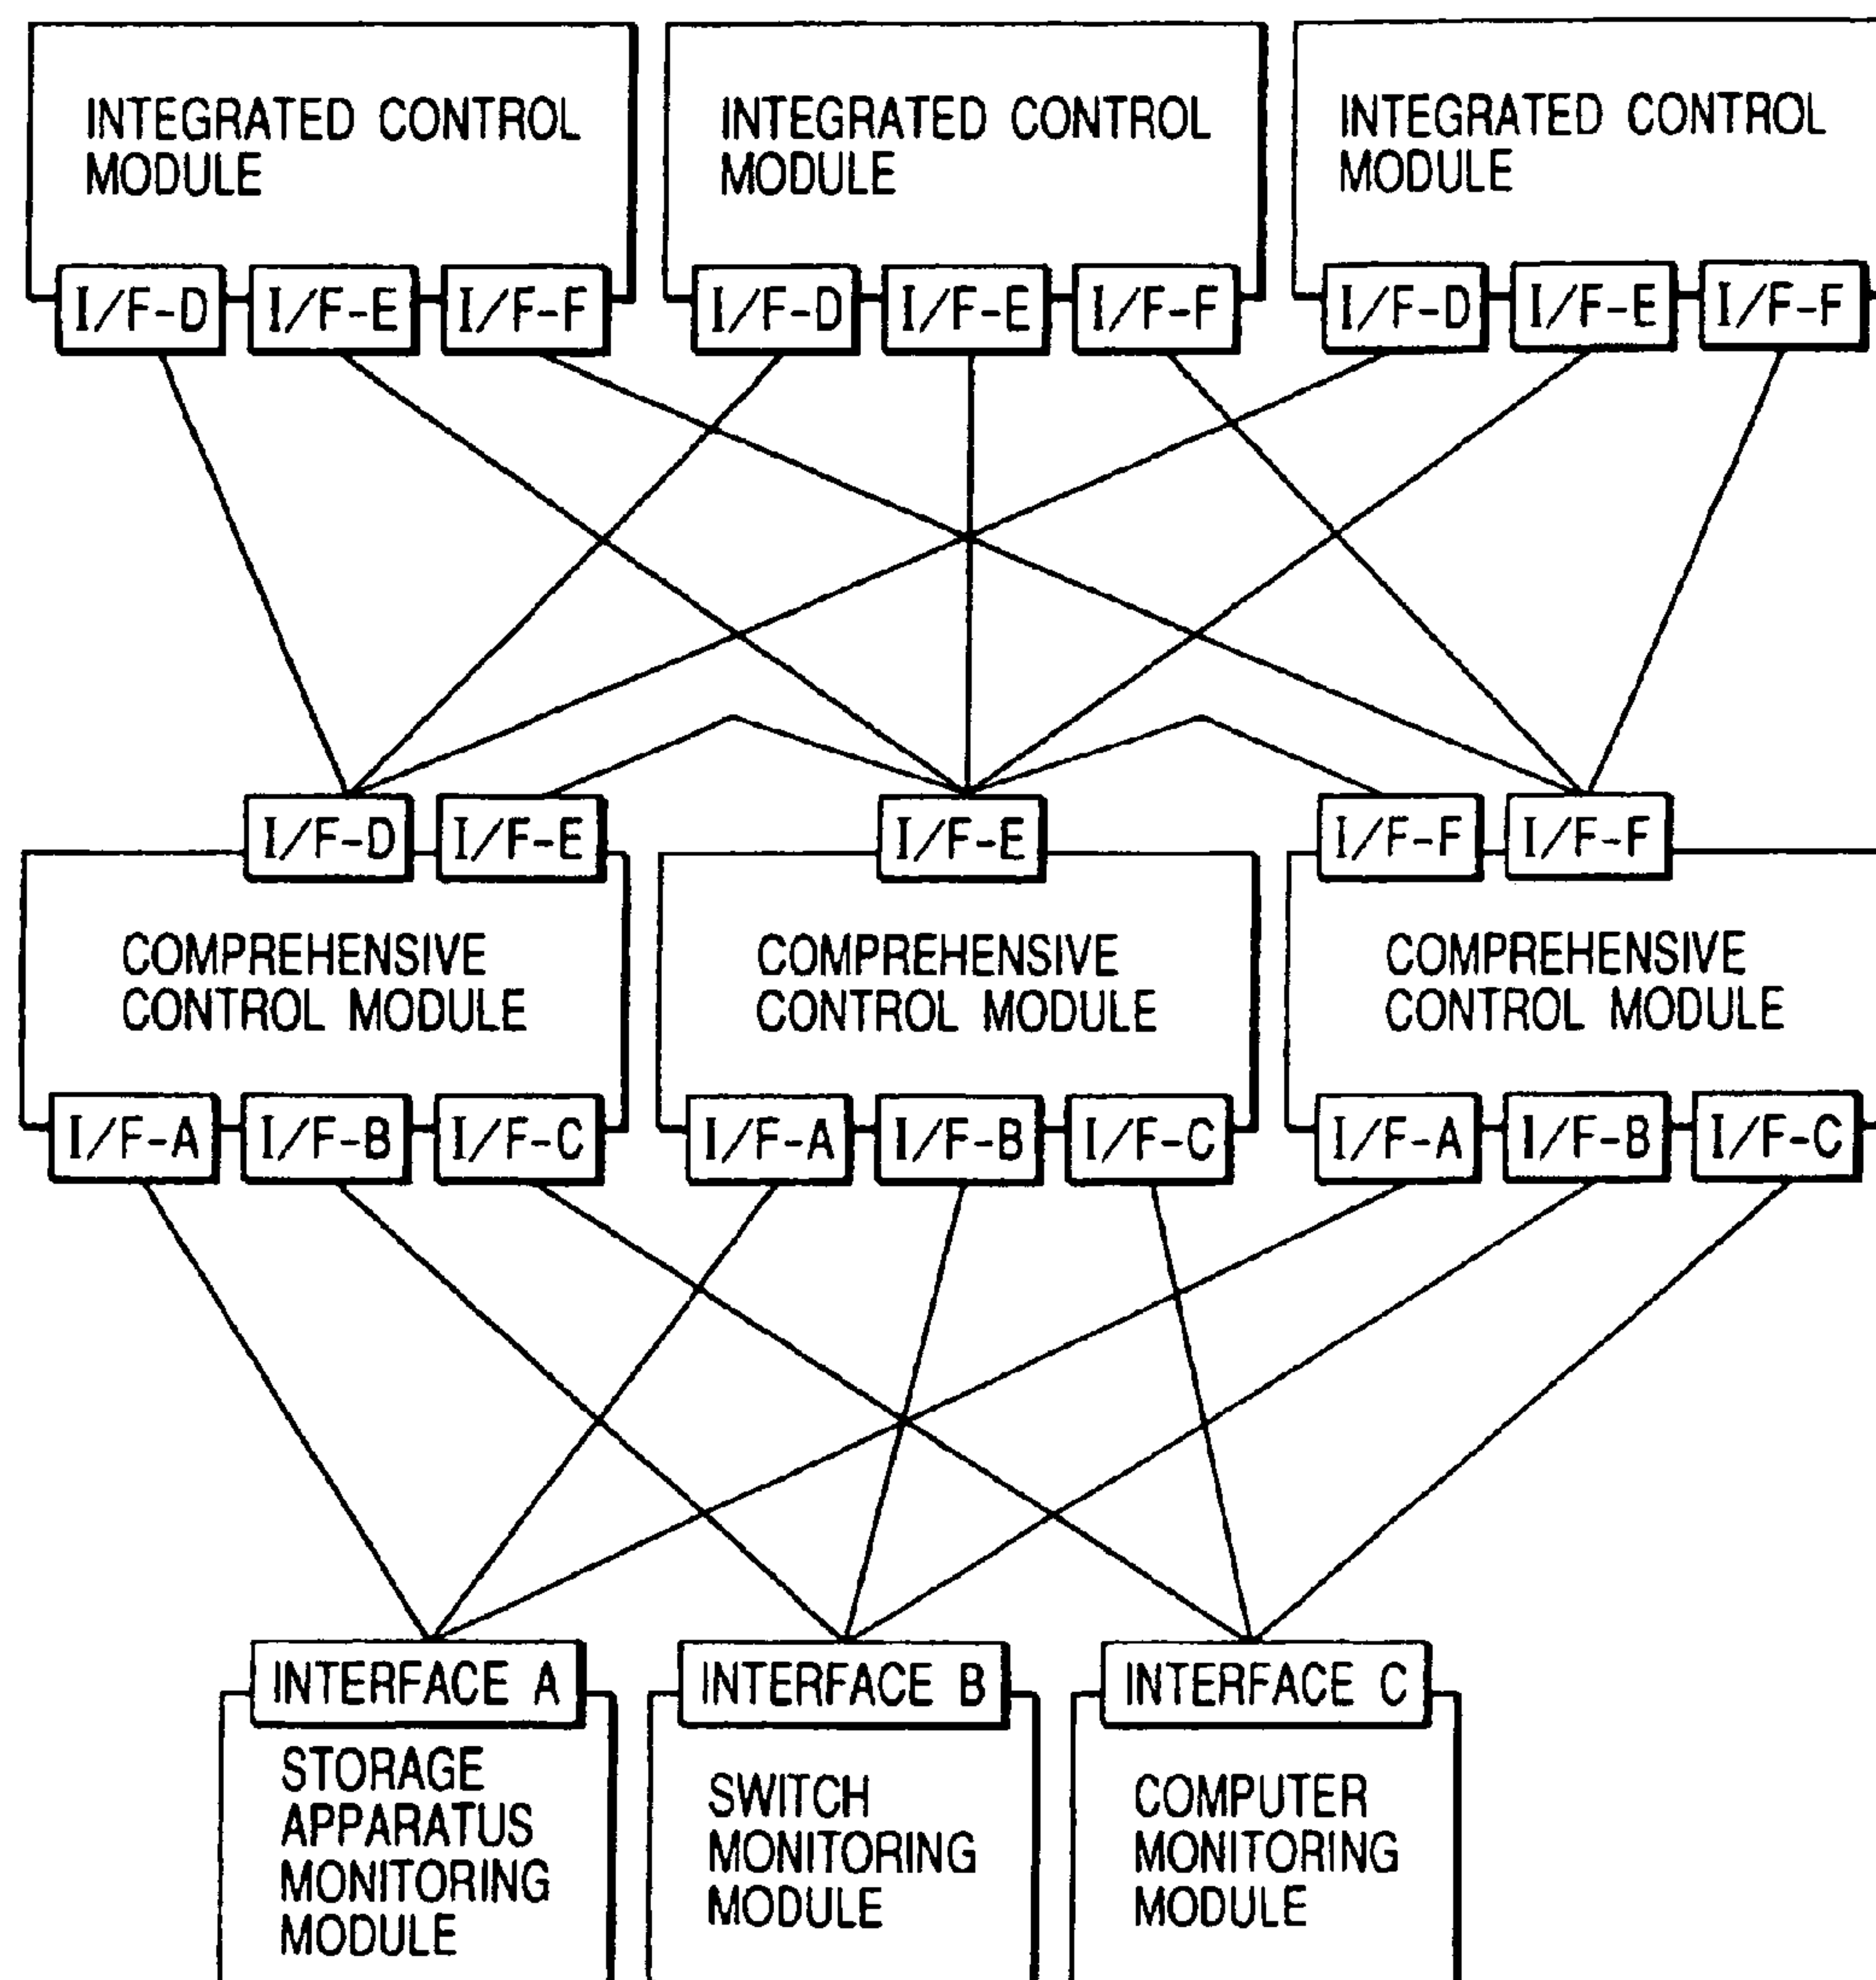 INTEGRATED CONTROL
MODULE
INTEGRATED CONTROL
MODULE
INTEGRATED CONTROL
MODULE
I/F-D
I/F-E
I/F-F
I/F-D
I/F-E
I/F-F
I/F-D
I/F-E
I/F-F
I/F-D
I/F-E
I/F-E
I/F-F
I/F-F
COMPREHENSIVE
CONTROL MODULE
COMPREHENSIVE
CONTROL MODULE
COMPREHENSIVE
CONTROL MODULE
I/F-A
I/F-B
I/F-C
I/F-A
I/F-B
I/F-C
I/F-A
I/F-B
I/F-C
INTERFACE A
STORAGE
APPARATUS
MONITORING
MODULE
INTERFACE B
SWITCH
MONITORING
MODULE
INTERFACE C
COMPUTER
MONITORING
MODULE